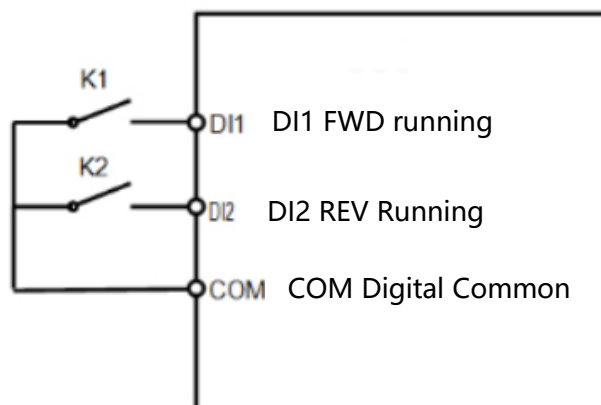 K1
DI1 DI1 FWD running
K2
DI2 DI2 REV Running
COM COM Digital Common